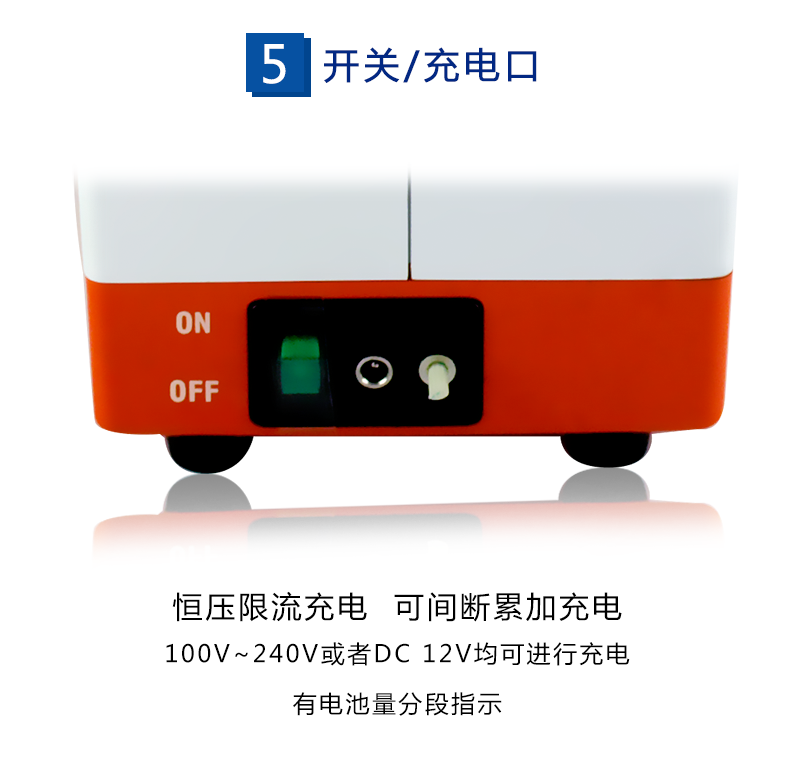 5 开关/充电口
ON
OFF
恒压限流充电 可间断累加充电
100V~240V或者DC 12V均可进行充电
有电池量分段指示